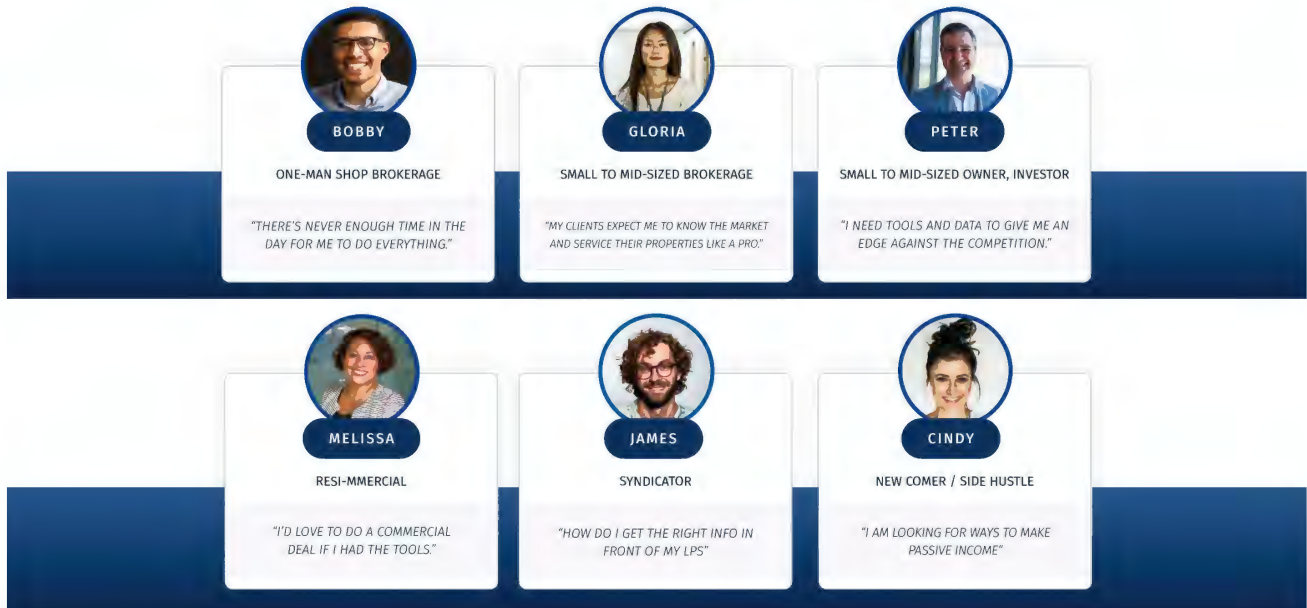 BOBBY
ONE-MAN SHOP BROKERAGE
"THERE'S NEVER ENOUGH TIME IN THE
DAY FOR ME TO DO EVERYTHING."
GLORIA
SMALL TO MID-SIZED BROKERAGE
"MY CLIENTS EXPECT ME TO KNOW THE MARKET
AND SERVICE THEIR PROPERTIES LIKE A PRO."
PETER
SMALL TO MID-SIZED OWNER, INVESTOR
"I NEED TOOLS AND DATA TO GIVE ME AN
EDGE AGAINST THE COMPETITION."
MELISSA
RESI-MMERCIAL
"I'D LOVE TO DO A COMMERCIAL
DEAL IF I HAD THE TOOLS."
JAMES
SYNDICATOR
"HOW DO I GET THE RIGHT INFO IN
FRONT OF MY LPS"
CINDY
NEW COMER / SIDE HUSTLE
"I AM LOOKING FOR WAYS TO MAKE
PASSIVE INCOME"